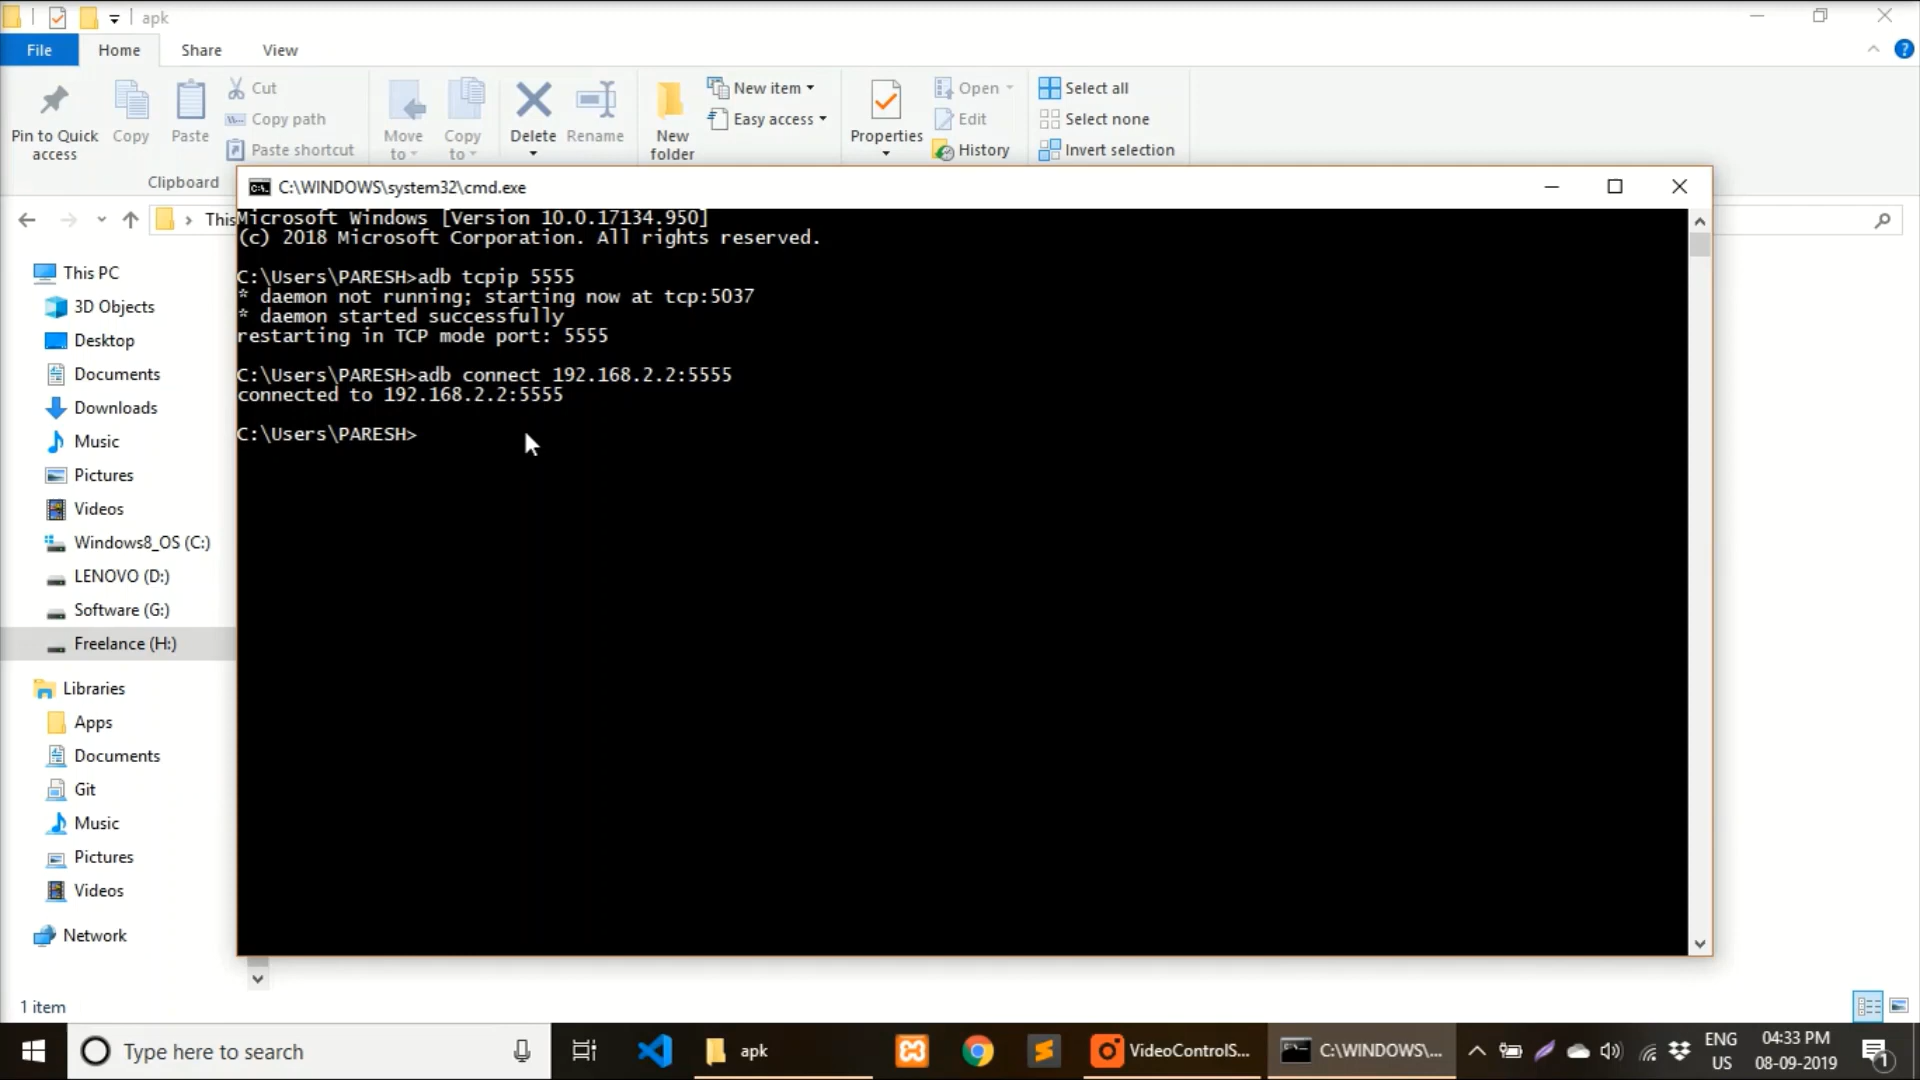 apk
File
Home
Share
View
Pin to Quick access
Copy
Paste
Cut
Copy path
Paste shortcut
Clipboard
Move to
Copy to
Delete
Rename
New folder
New item
Easy access
Properties
Open
Edit
History
Select all
Select none
Invert selection
C:\WINDOWS\system32\cmd.exe
This
Microsoft Windows [Version 10.0.17134.950]
(c) 2018 Microsoft Corporation. All rights reserved.
C:\Users\PARESH>adb tcpip 5555
* daemon not running; starting now at tcp:5037
* daemon started successfully
restarting in TCP mode port: 5555
C:\Users\PARESH>adb connect 192.168.2.2:5555
connected to 192.168.2.2:5555
C:\Users\PARESH>
This PC
3D Objects
Desktop
Documents
Downloads
Music
Pictures
Videos
Windows8_OS (C:)
LENOVO (D:)
Software (G:)
Freelance (H:)
Libraries
Apps
Documents
Git
Music
Pictures
Videos
Network
1 item
Type here to search
apk
VideoControlS...
C:\WINDOWS\...
ENG
US
04:33 PM
08-09-2019
1